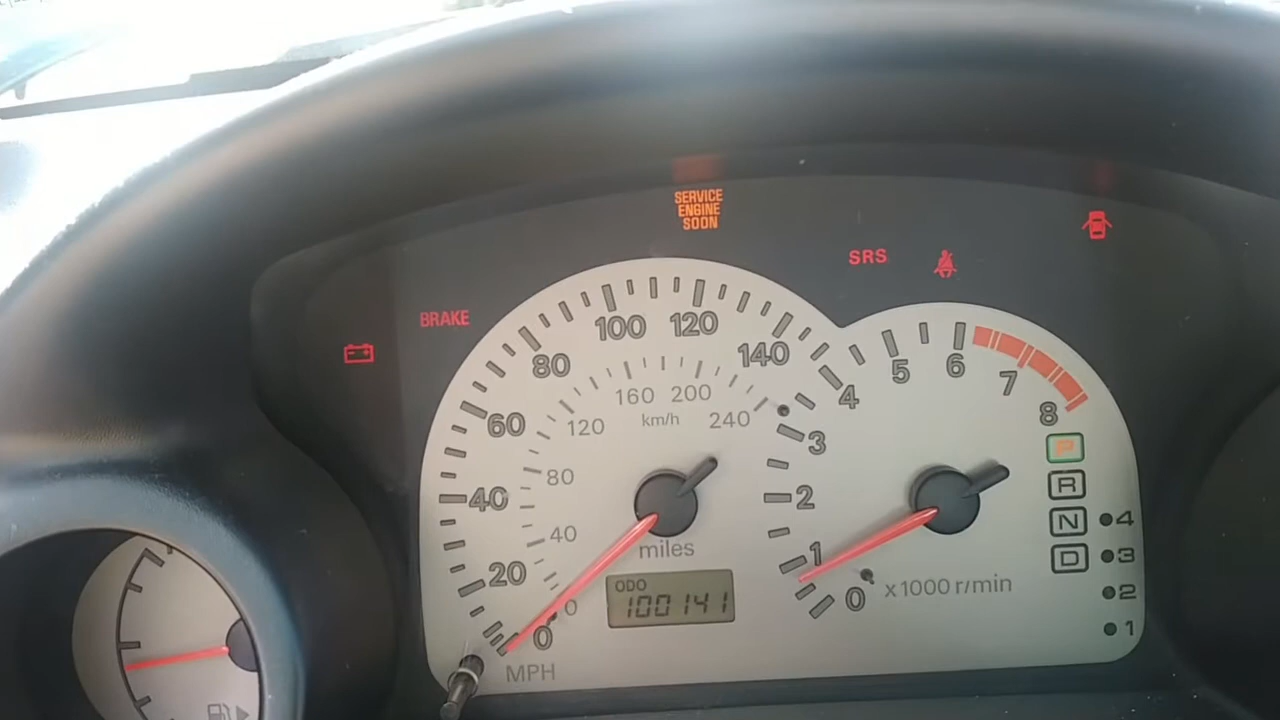 SERVICE
ENGINE
SOON
SRS
BRAKE
0
20
40
60
80
100
120
140
0
40
80
120
160
200
240
km/h
miles
ODO
100141
MPH
0
1
2
3
4
5
6
7
8
x1000 r/min
P
R
N
D
4
3
2
1